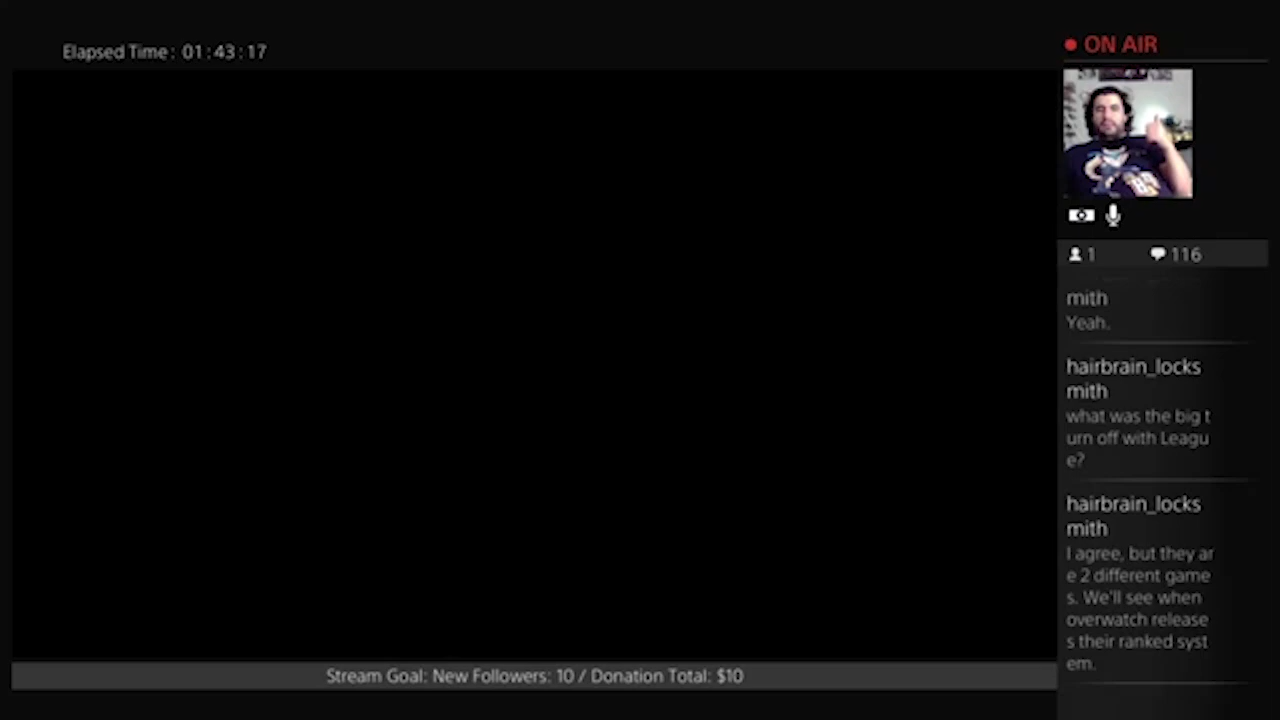 Elapsed Time: 01:43:17
ON AIR
1 116
mith
Yeah.
hairbrain_locks
mith
what was the big t
urn off with Leagu
e?
hairbrain_locks
mith
I agree, but they ar
e 2 different game
s. We'll see when
overwatch release
s their ranked syst
em.
Stream Goal: New Followers: 10 / Donation Total: $10